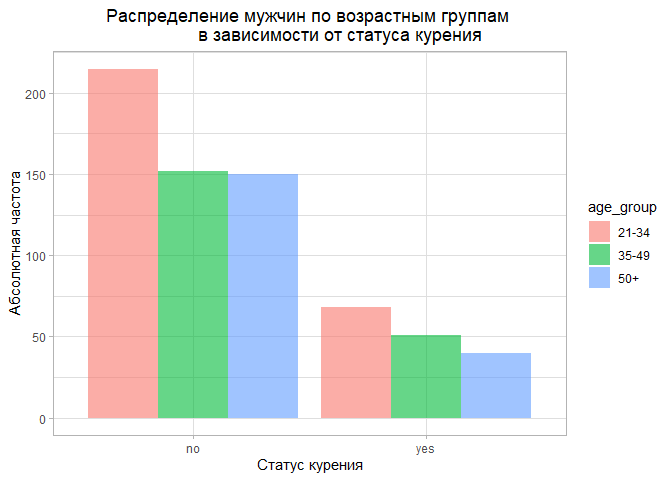 Распределение мужчин по возрастным группам
в зависимости от статуса курения
Абсолютная частота
200
150
100
50
0
no
yes
Статус курения
age_group
21-34
35-49
50+